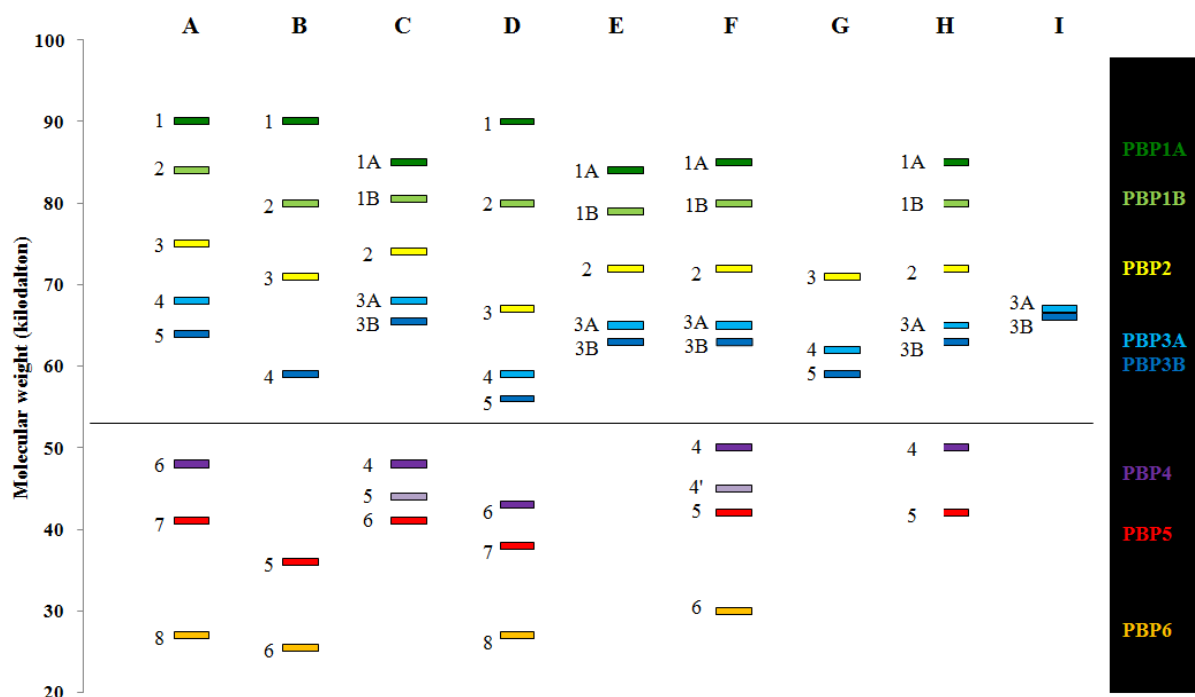 A B C D E F G H I
100
90
80
70
60
50
40
30
20
Molecular weight (kilodalton)
1
2
3
4
5
6
7
8
1
2
3
4
5
6
1A
1B
2
3A
3B
4
5
6
1
2
3
4
5
6
7
8
1A
1B
2
3A
3B
1A
1B
2
3A
3B
4
4'
5
6
3
4
5
1A
1B
2
3A
3B
4
5
3A
3B
PBP1A
PBP1B
PBP2
PBP3A
PBP3B
PBP4
PBP5
PBP6